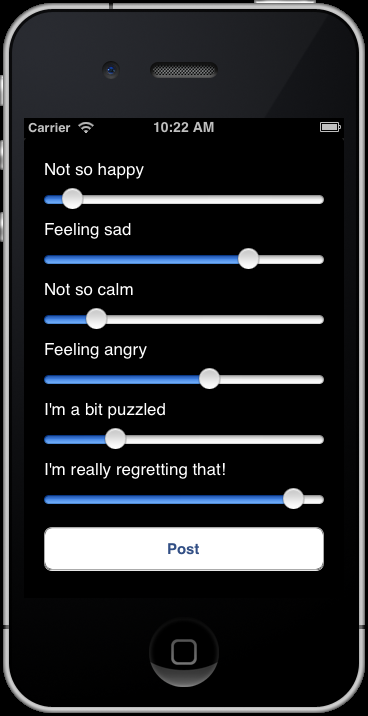 Carrier 10:22 AM
Not so happy
Feeling sad
Not so calm
Feeling angry
I'm a bit puzzled
I'm really regretting that!
Post